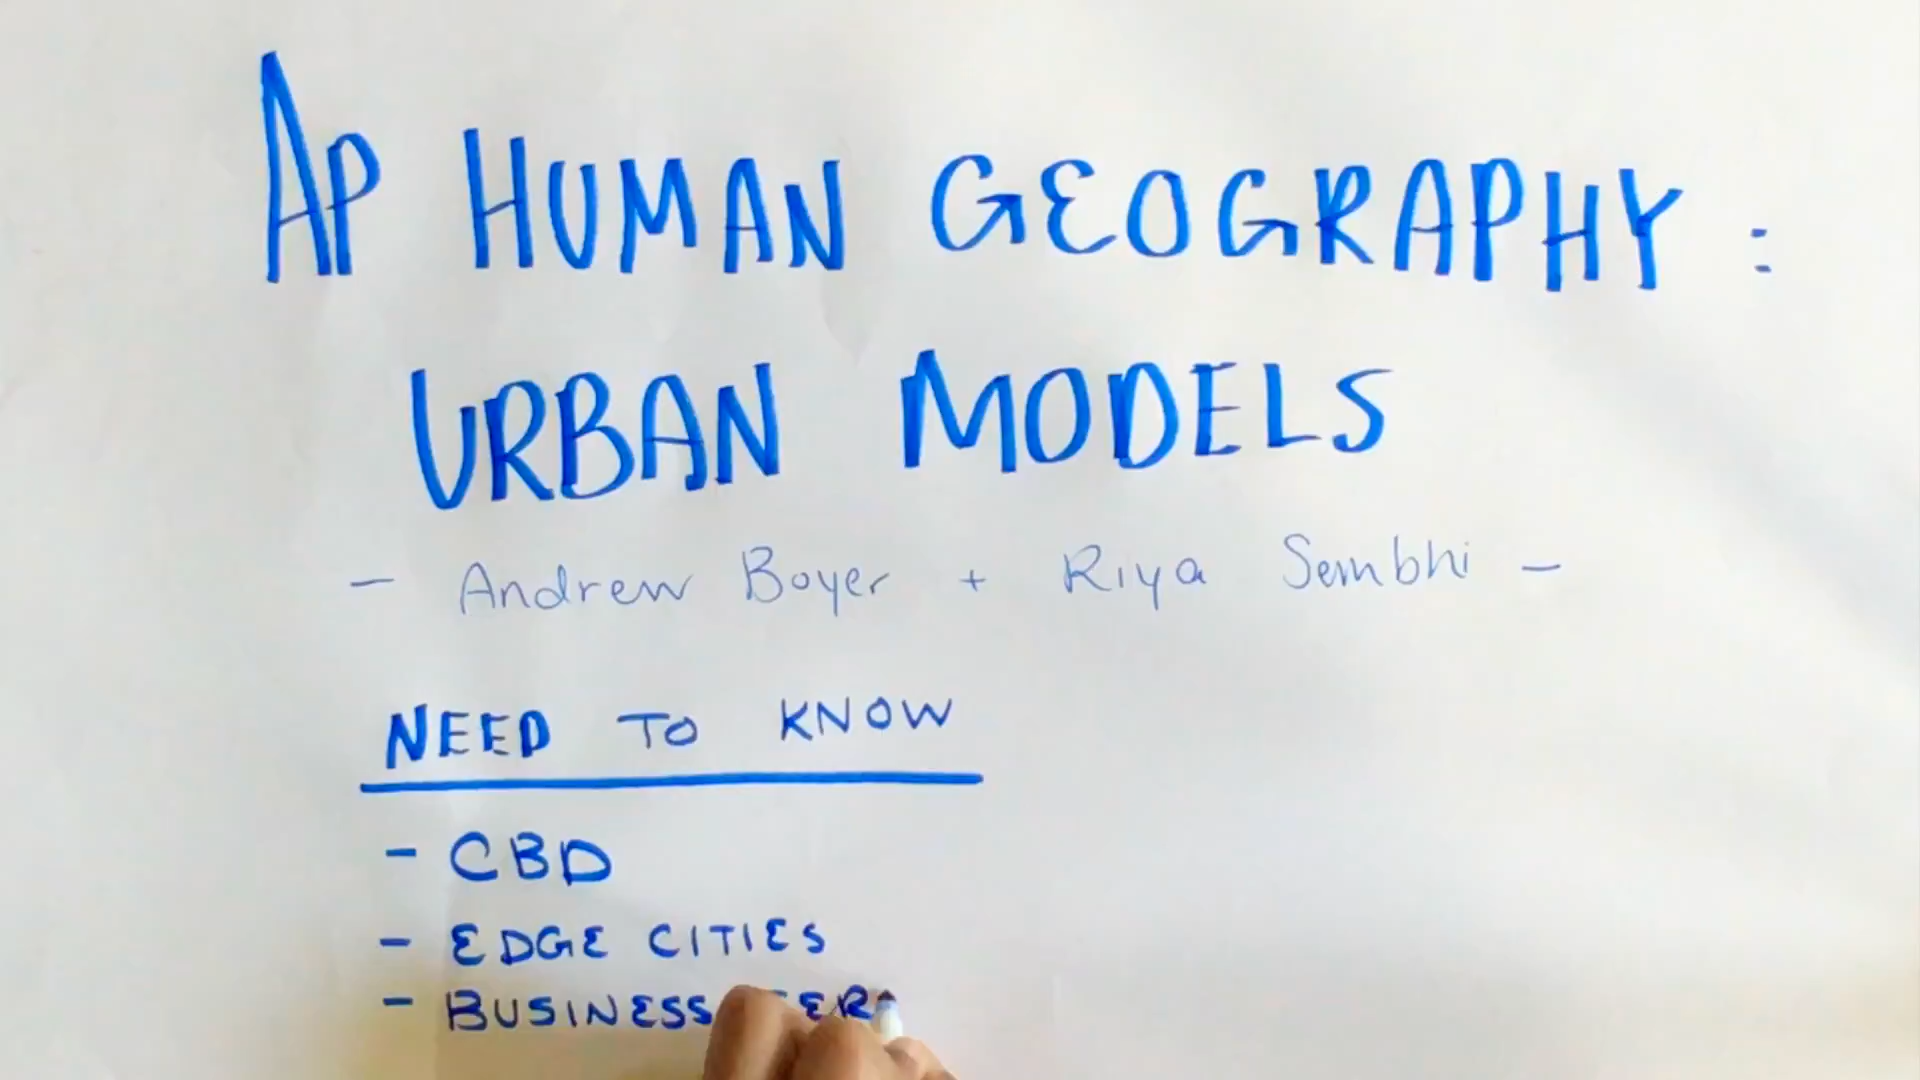 AP HUMAN GEOGRAPHY :
URBAN MODELS
- Andrew Boyer + Riya Sembhi -
NEED TO KNOW
- CBD
- EDGE CITIES
- BUSINESS